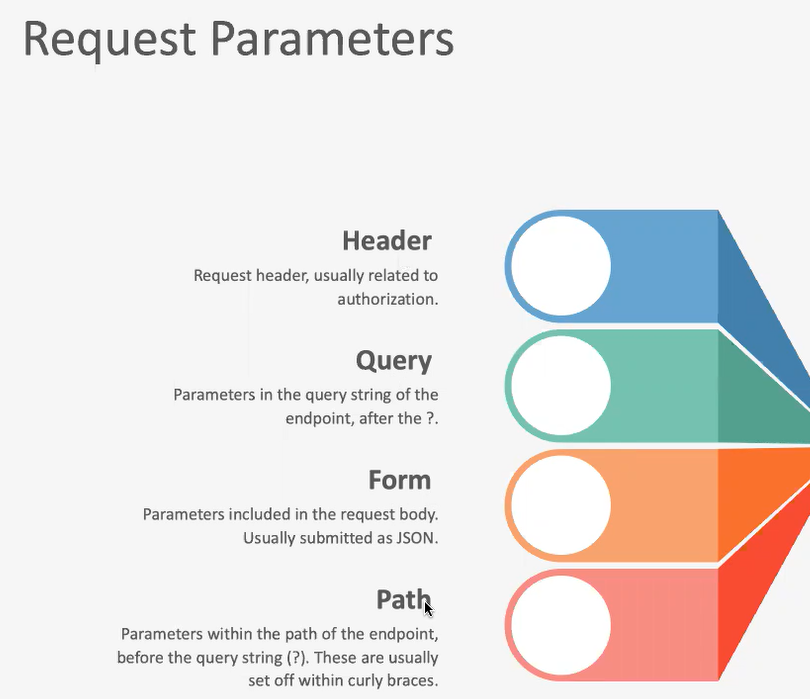 Request Parameters
Header
Request header, usually related to
authorization.
Query
Parameters in the query string of the
endpoint, after the ?.
Form
Parameters included in the request body.
Usually submitted as JSON.
Path
Parameters within the path of the endpoint,
before the query string (?). These are usually
set off within curly braces.